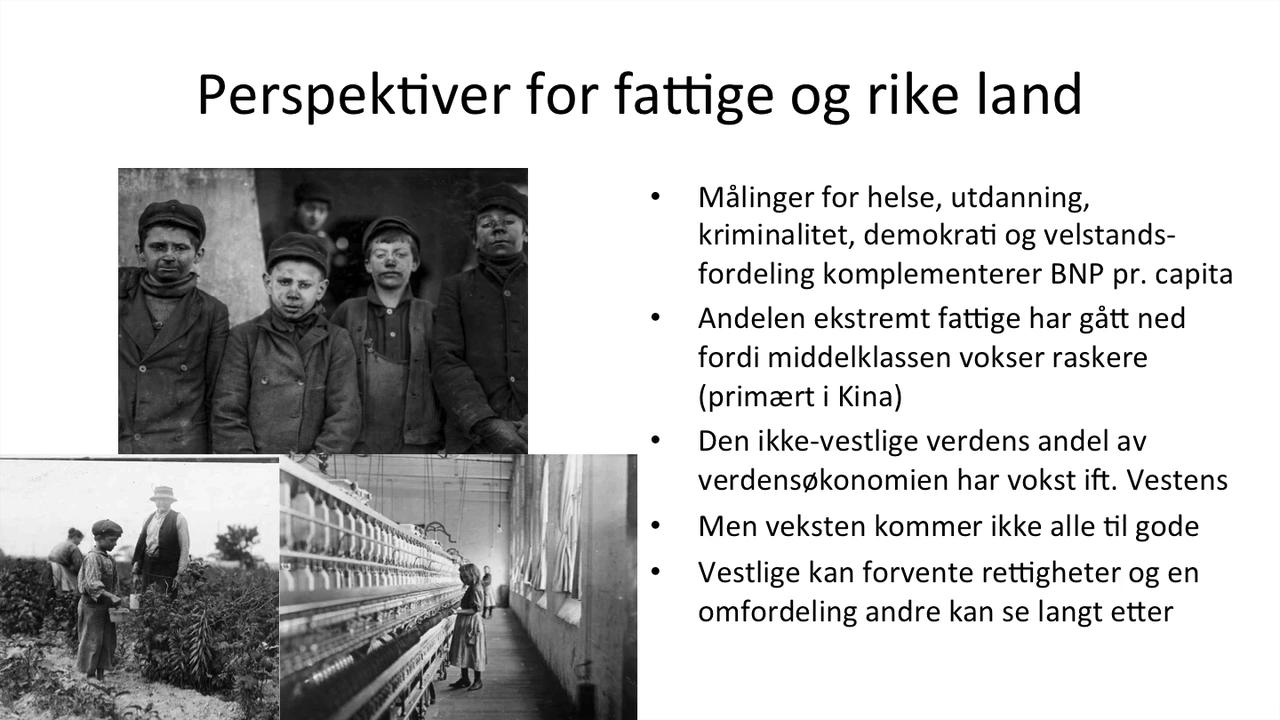 Perspektiver for fattige og rike land
• Målinger for helse, utdanning,
kriminalitet, demokrati og velstands-
fordeling komplementerer BNP pr. capita
• Andelen ekstremt fattige har gått ned
fordi middelklassen vokser raskere
(primært i Kina)
• Den ikke-vestlige verdens andel av
verdensøkonomien har vokst ift. Vestens
• Men veksten kommer ikke alle til gode
• Vestlige kan forvente rettigheter og en
omfordeling andre kan se langt etter